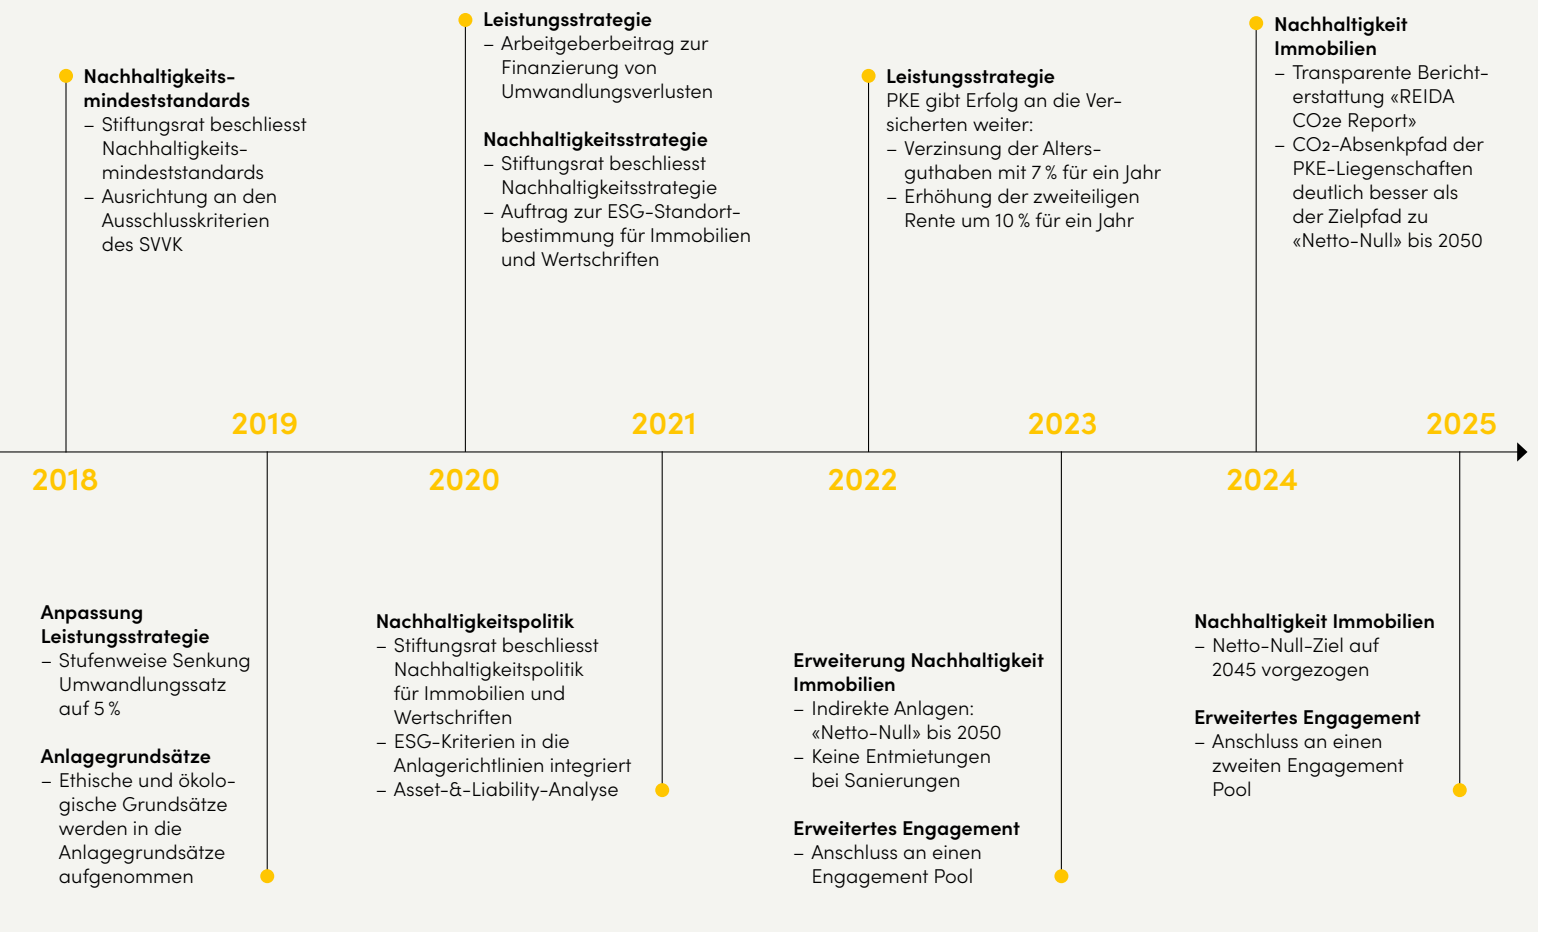 Nachhaltigkeits-
mindeststandards
– Stiftungsrat beschliesst
Nachhaltigkeits-
mindeststandards
– Ausrichtung an den
Ausschlusskriterien
des SVVK
Leistungsstrategie
– Arbeitgeberbeitrag zur
Finanzierung von
Umwandlungsverlusten
Nachhaltigkeitsstrategie
– Stiftungsrat beschliesst
Nachhaltigkeitsstrategie
– Auftrag zur ESG-Standort-
bestimmung für Immobilien
und Wertschriften
Leistungsstrategie
PKE gibt Erfolg an die Ver-
sicherten weiter:
– Verzinsung der Alters-
guthaben mit 7 % für ein Jahr
– Erhöhung der zweiteiligen
Rente um 10 % für ein Jahr
Nachhaltigkeit
Immobilien
– Transparente Bericht-
erstattung «REIDA
CO2e Report»
– CO2-Absenkpfad der
PKE-Liegenschaften
deutlich besser als
der Zielpfad zu
«Netto-Null» bis 2050
2019
2021
2023
2025
2018
2020
2022
2024
Anpassung
Leistungsstrategie
– Stufenweise Senkung
Umwandlungssatz
auf 5 %
Anlagegrundsätze
– Ethische und ökolo-
gische Grundsätze
werden in die
Anlagegrundsätze
aufgenommen
Nachhaltigkeitspolitik
– Stiftungsrat beschliesst
Nachhaltigkeitspolitik
für Immobilien und
Wertschriften
– ESG-Kriterien in die
Anlagerichtlinien integriert
– Asset-&-Liability-Analyse
Erweiterung Nachhaltigkeit
Immobilien
– Indirekte Anlagen:
«Netto-Null» bis 2050
– Keine Entmietungen
bei Sanierungen
Erweitertes Engagement
– Anschluss an einen
Engagement Pool
Nachhaltigkeit Immobilien
– Netto-Null-Ziel auf
2045 vorgezogen
Erweitertes Engagement
– Anschluss an einen
zweiten Engagement
Pool